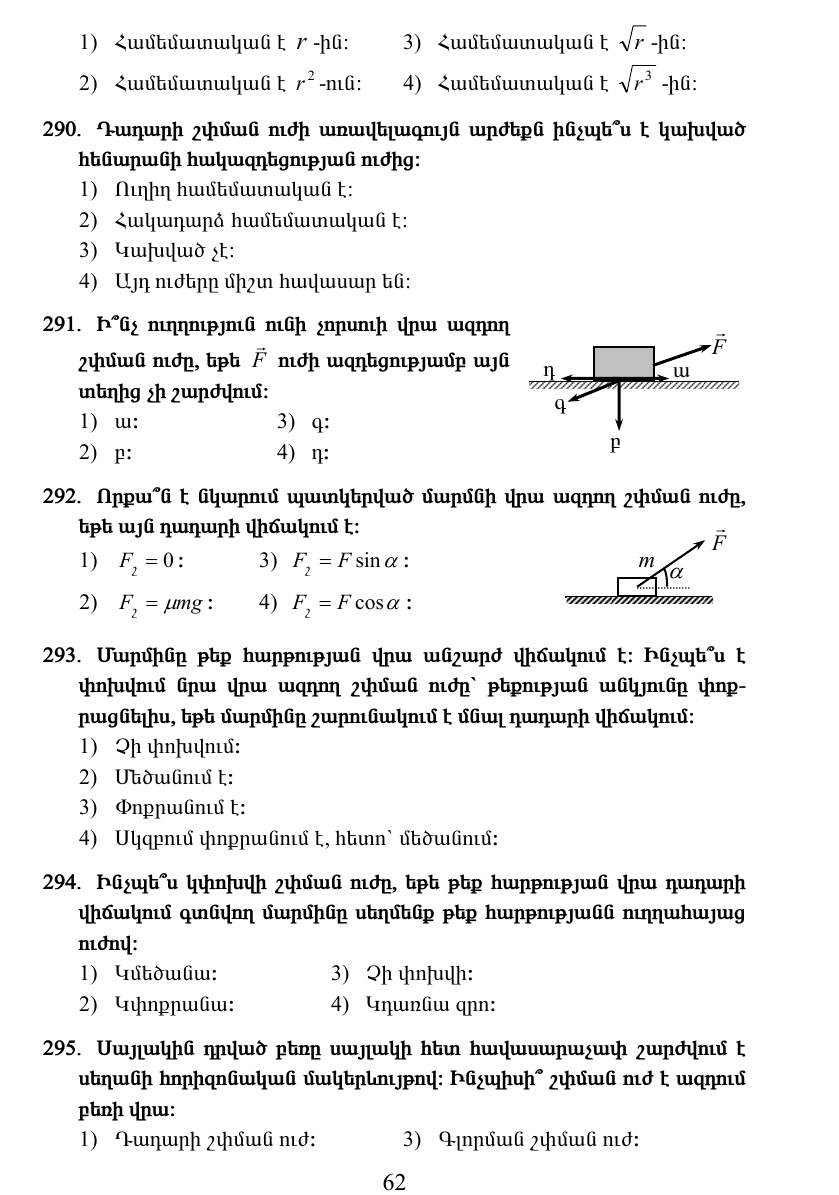 1) Համեմատական է r -ին: 3) Համեմատական է √r -ին:
2) Համեմատական է r² -ուն: 4) Համեմատական է √r³ -ին:
290. Դադարի շփման ուժի առավելագույն արժեքն ինչպե՞ս է կախված
հենարանի հակազդեցության ուժից:
1) Ուղիղ համեմատական է:
2) Հակադարձ համեմատական է:
3) Կախված չէ:
4) Այդ ուժերը միշտ հավասար են:
291. Ի՞նչ ուղղություն ունի չորսուի վրա ազդող
շփման ուժը, եթե F⃗ ուժի ազդեցությամբ այն
տեղից չի շարժվում:
1) ա: 3) գ:
2) բ: 4) դ:
F⃗
դ ա
գ
բ
292. Որքա՞ն է նկարում պատկերված մարմնի վրա ազդող շփման ուժը,
եթե այն դադարի վիճակում է:
1) F₂ = 0 : 3) F₂ = F sin α :
2) F₂ = μmg : 4) F₂ = F cos α :
F⃗
m α
293. Մարմինը թեք հարթության վրա անշարժ վիճակում է: Ինչպե՞ս է
փոխվում նրա վրա ազդող շփման ուժը՝ թեքության անկյունը փոք-
րացնելիս, եթե մարմինը շարունակում է մնալ դադարի վիճակում:
1) Չի փոխվում:
2) Մեծանում է:
3) Փոքրանում է:
4) Սկզբում փոքրանում է, հետո՝ մեծանում:
294. Ինչպե՞ս կփոխվի շփման ուժը, եթե թեք հարթության վրա դադարի
վիճակում գտնվող մարմինը սեղմենք թեք հարթությանն ուղղահայաց
ուժով:
1) Կմեծանա: 3) Չի փոխվի:
2) Կփոքրանա: 4) Կդառնա զրո:
295. Սայլակին դրված բեռը սայլակի հետ հավասարաչափ շարժվում է
սեղանի հորիզոնական մակերևույթով: Ինչպիսի՞ շփման ուժ է ազդում
բեռի վրա:
1) Դադարի շփման ուժ: 3) Գլորման շփման ուժ:
62